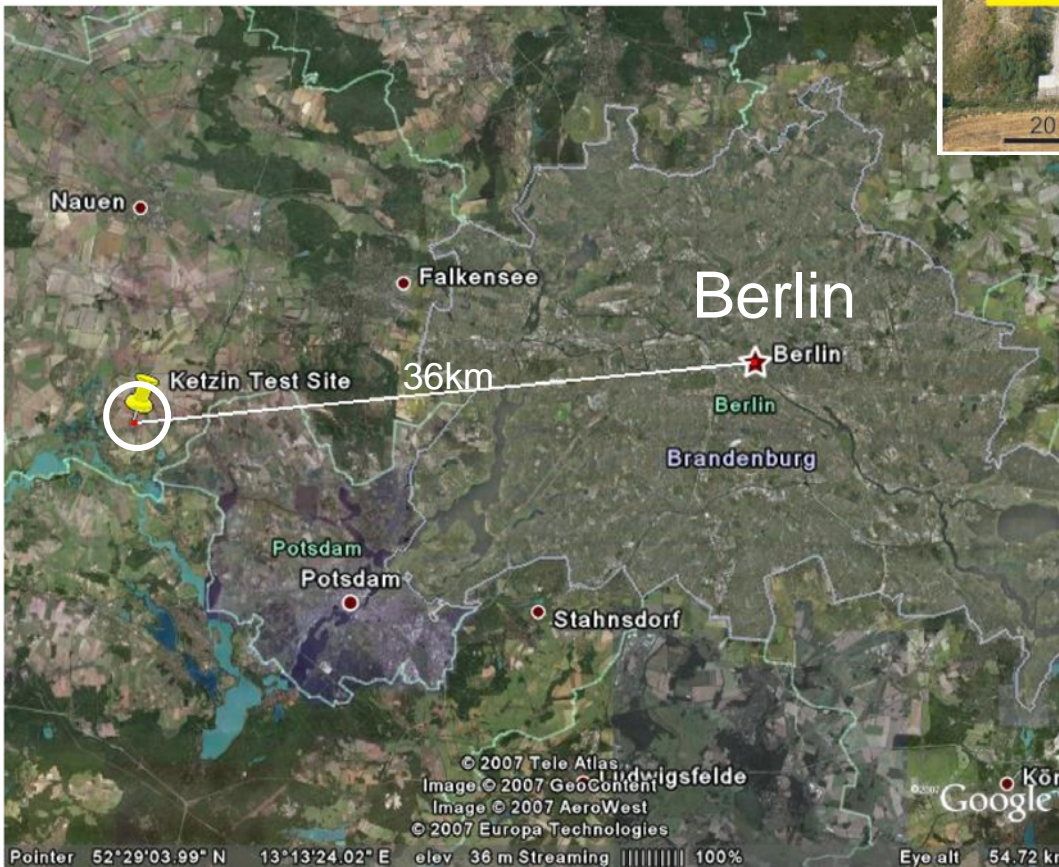 20
Nauen
Falkensee
Berlin
Berlin
Ketzin Test Site
36km
Berlin
Brandenburg
Potsdam
Potsdam
Stahnsdorf
© 2007 Tele Atlas
Ludwigsfelde
Image © 2007 GeoContent
Image © 2007 AeroWest
© 2007 Europa Technologies
©2007 Google
Pointer 52°29'03.99" N 13°13'24.02" E elev 36 m Streaming |||||||||| 100% Eye alt 54.72